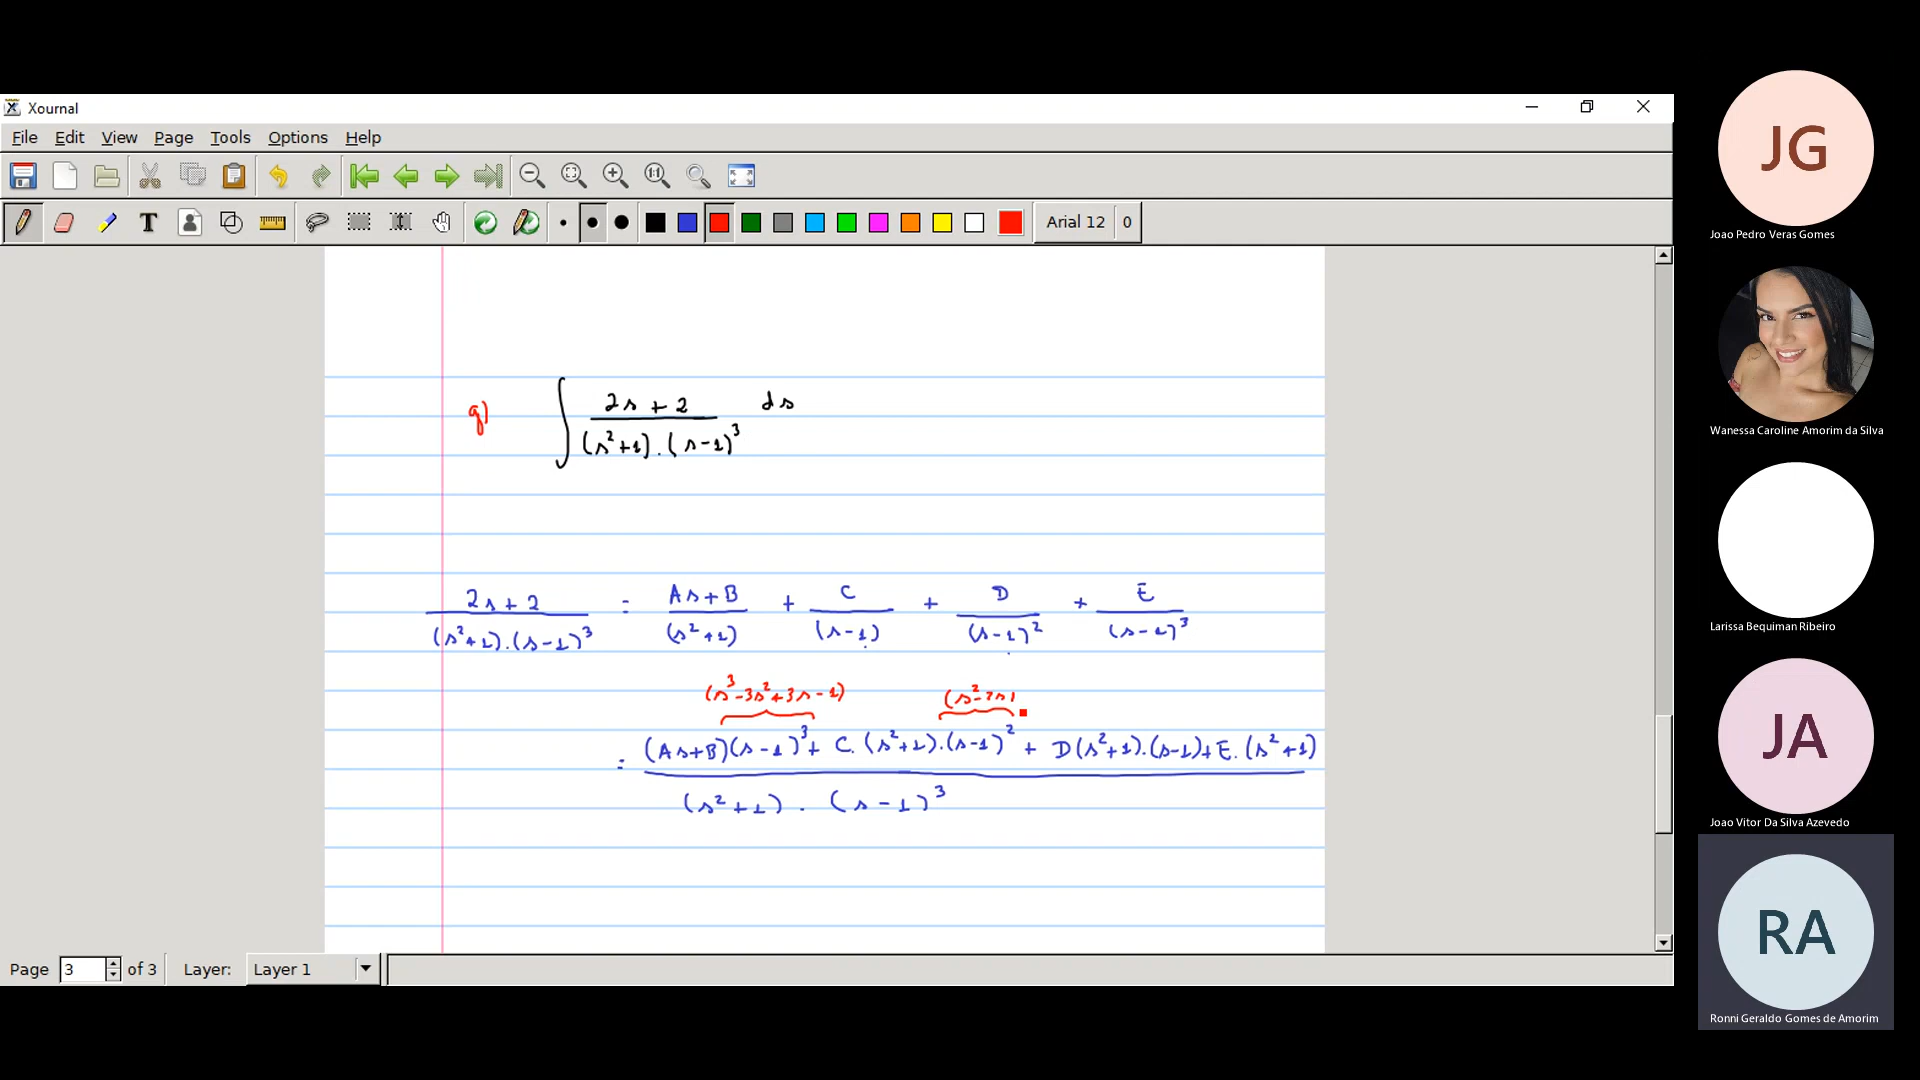 Xournal
File Edit View Page Tools Options Help
Arial 12 0
g) ∫ 2s + 2 / (s²+1).(s-1)³ ds
2s+2 / (s²+1).(s-1)³ = As+B / (s²+1) + C / (s-1) + D / (s-1)² + E / (s-1)³
(s³-3s²+3s-1) (s²-2s+
= (As+B)(s-1)³ + C.(s²+1).(s-1)² + D(s²+1).(s-1)+E.(s²+1)
(s²+1) . (s-1)³
Page 3 of 3 Layer: Layer 1
JG
Joao Pedro Veras Gomes
Wanessa Caroline Amorim da Silva
Larissa Bequiman Ribeiro
JA
Joao Vitor Da Silva Azevedo
RA
Ronni Geraldo Gomes de Amorim